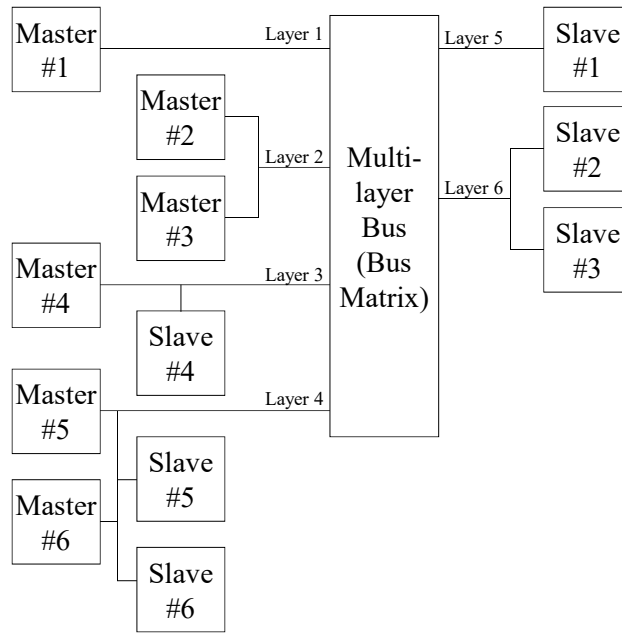 Master
#1
Layer 1
Layer 5
Slave
#1
Master
#2
Layer 2
Master
#3
Multi-
layer
Bus
(Bus
Matrix)
Layer 6
Slave
#2
Slave
#3
Master
#4
Layer 3
Slave
#4
Master
#5
Layer 4
Slave
#5
Master
#6
Slave
#6